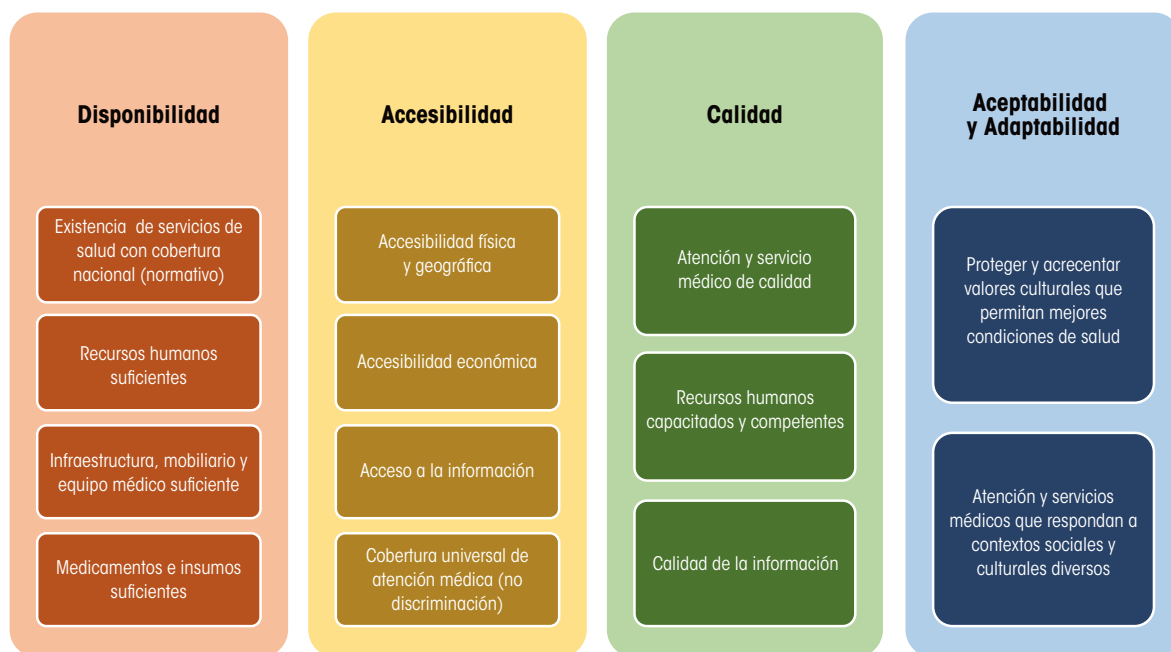 Disponibilidad
Existencia de servicios de
salud con cobertura
nacional (normativo)
Recursos humanos
suficientes
Infraestructura, mobiliario y
equipo médico suficiente
Medicamentos e insumos
suficientes
Accesibilidad
Accesibilidad física
y geográfica
Accesibilidad económica
Acceso a la información
Cobertura universal de
atención médica (no
discriminación)
Calidad
Atención y servicio
médico de calidad
Recursos humanos
capacitados y competentes
Calidad de la información
Aceptabilidad
y Adaptabilidad
Proteger y acrecentar
valores culturales que
permitan mejores
condiciones de salud
Atención y servicios
médicos que respondan a
contextos sociales y
culturales diversos